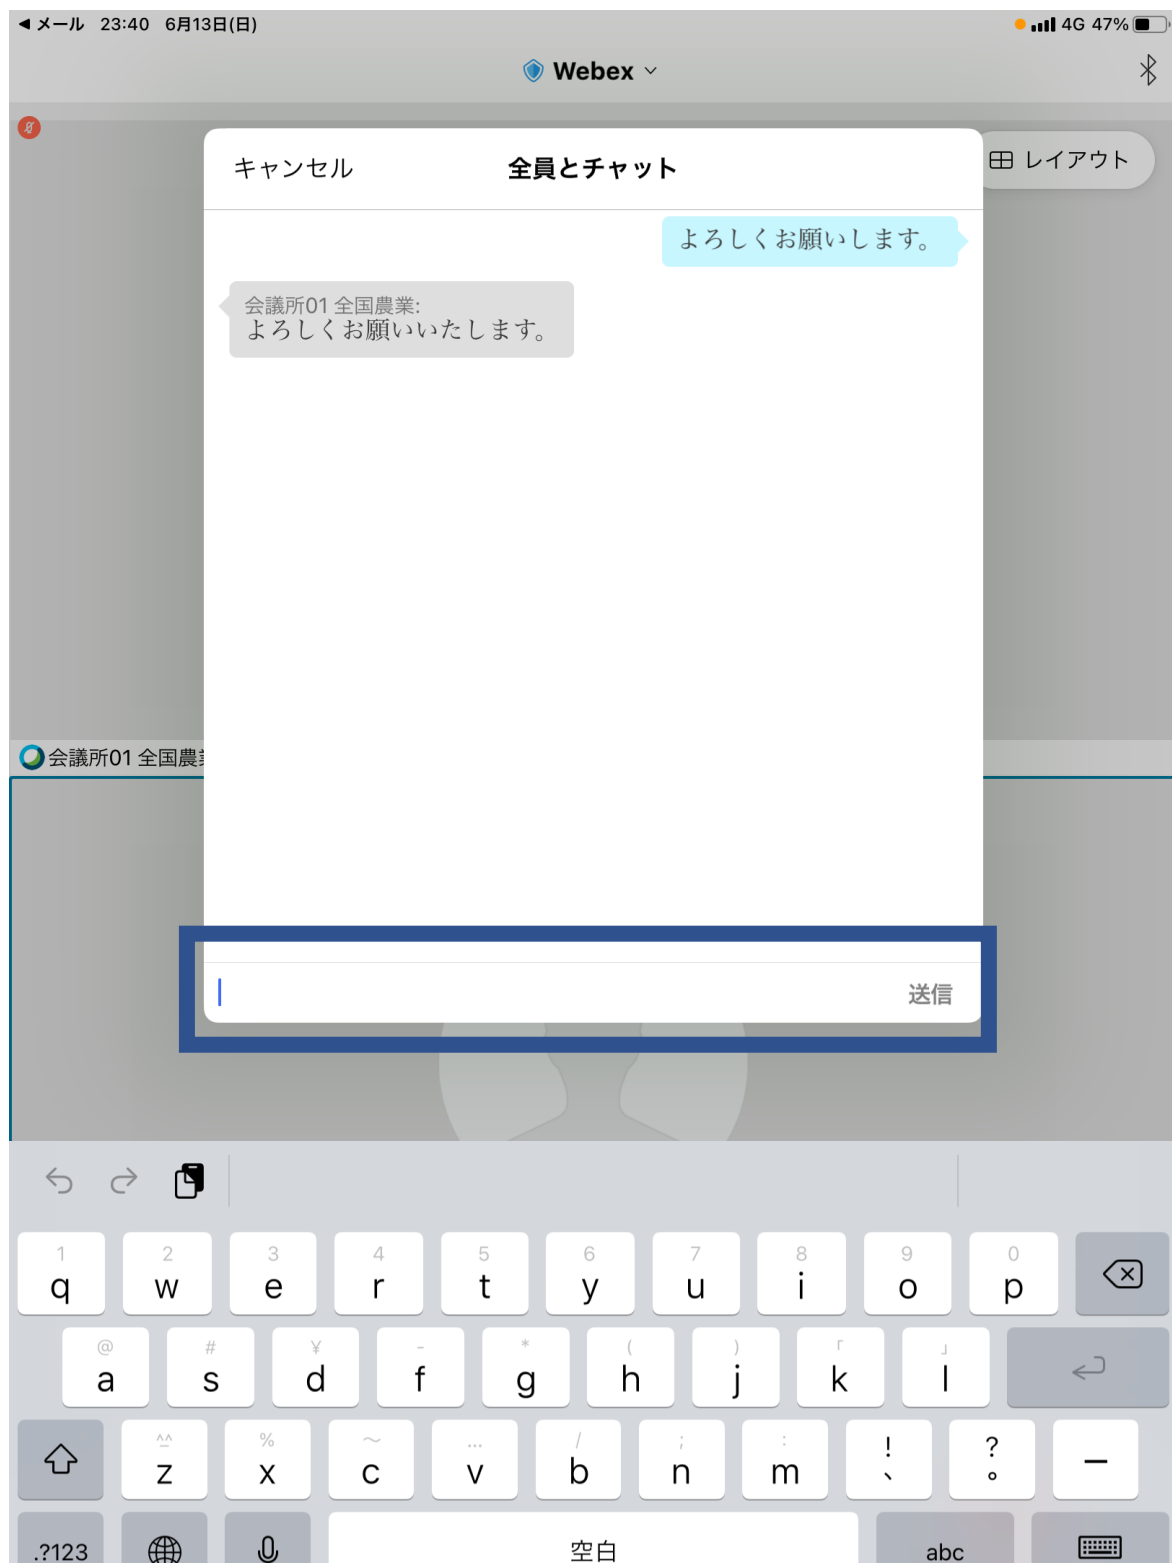 ◀メール 23:40 6月13日(日) 4G 47%
Webex
レイアウト
キャンセル 全員とチャット
よろしくお願いします。
会議所01 全国農業:
よろしくお願いいたします。
会議所01 全国農
送信
1 2 3 4 5 6 7 8 9 0
q w e r t y u i o p
@ # ¥ - * ( ) 「 」
a s d f g h j k l
^^ % 〜 … / ; : ! ?
z x c v b n m 、 。 ー
.?123 空白 abc